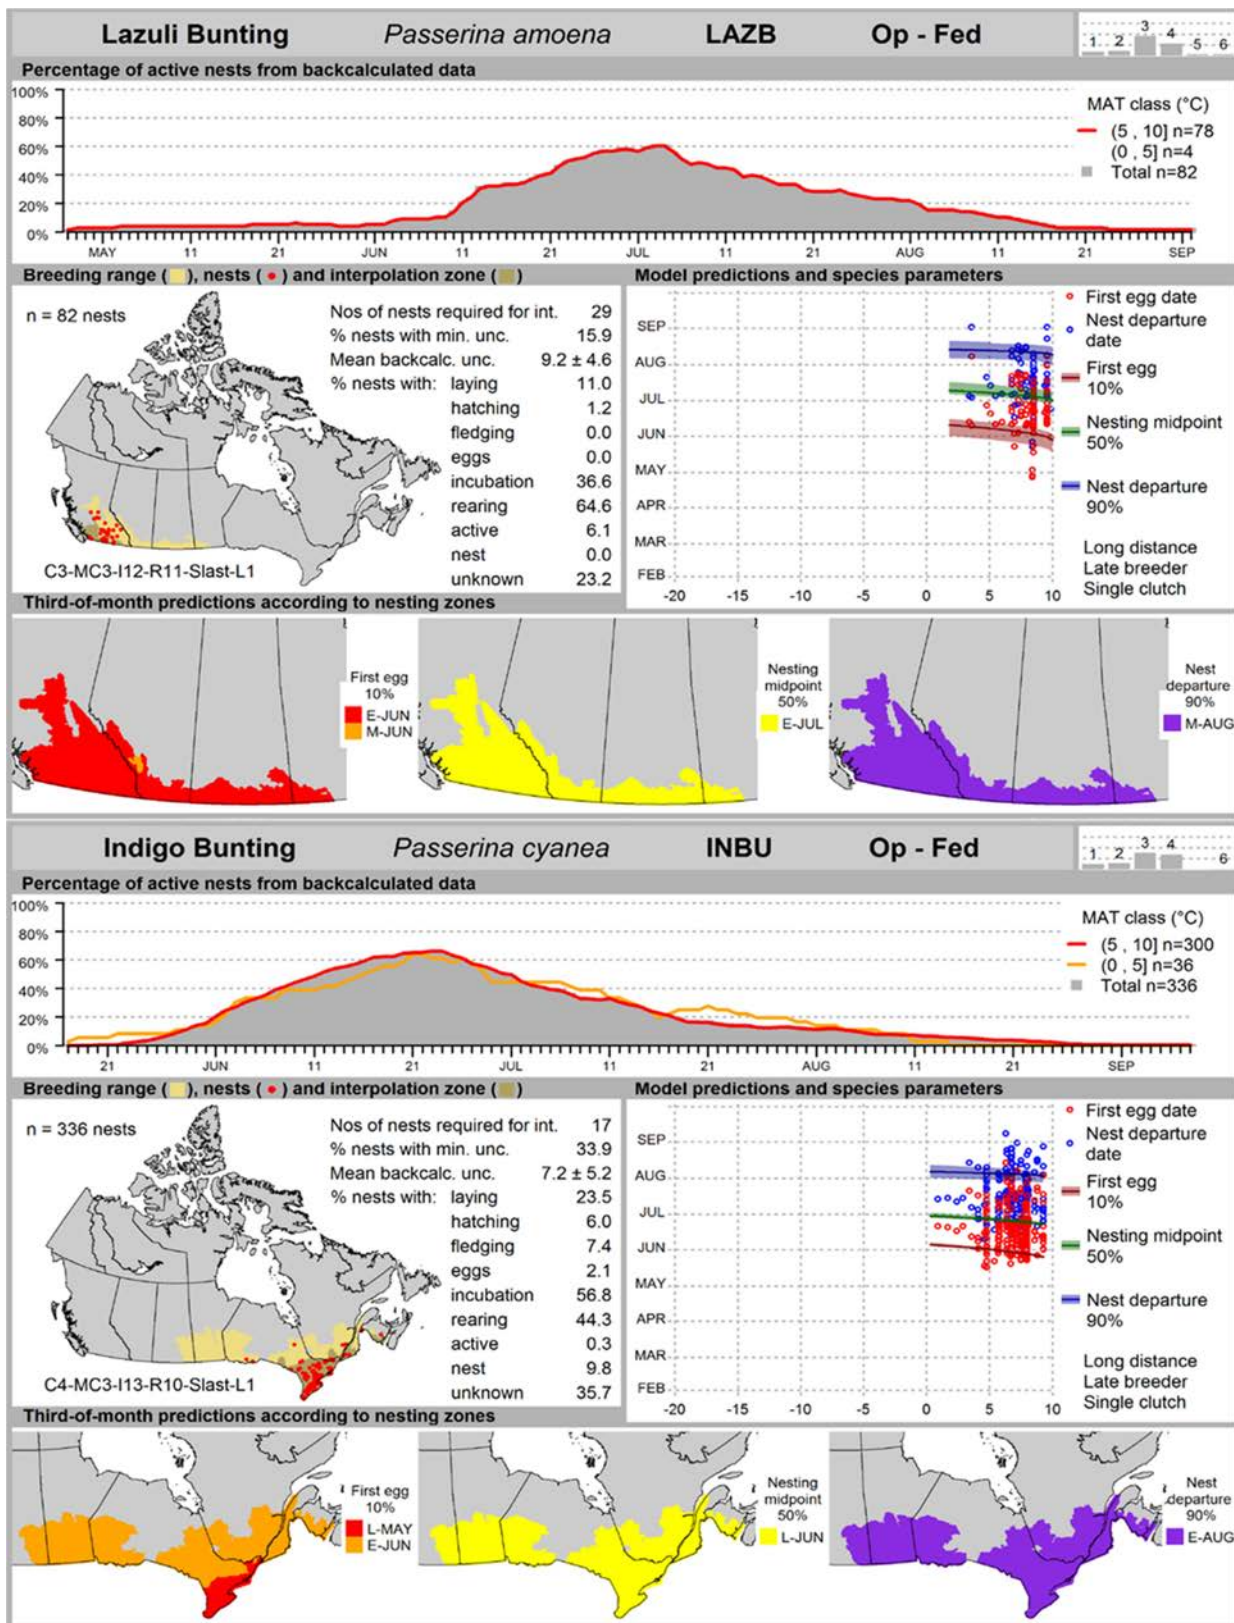 Lazuli Bunting Passerina amoena LAZB Op - Fed
1 2 3 4 5 6
Percentage of active nests from backcalculated data
100%
80%
60%
40%
20%
0%
MAY 11 21 JUN 11 21 JUL 11 21 AUG 11 21 SEP
MAT class (°C)
(5 , 10] n=78
(0 , 5] n=4
Total n=82
Breeding range ( ), nests ( ) and interpolation zone ( )
n = 82 nests
Nos of nests required for int. 29
% nests with min. unc. 15.9
Mean backcalc. unc. 9.2 ± 4.6
% nests with: laying 11.0
hatching 1.2
fledging 0.0
eggs 0.0
incubation 36.6
rearing 64.6
active 6.1
nest 0.0
unknown 23.2
C3-MC3-I12-R11-Slast-L1
Model predictions and species parameters
SEP
AUG
JUL
JUN
MAY
APR
MAR
FEB
-20 -15 -10 -5 0 5 10
First egg date
Nest departure
date
First egg
10%
Nesting midpoint
50%
Nest departure
90%
Long distance
Late breeder
Single clutch
Third-of-month predictions according to nesting zones
First egg
10%
E-JUN
M-JUN
Nesting
midpoint
50%
E-JUL
Nest
departure
90%
M-AUG
Indigo Bunting Passerina cyanea INBU Op - Fed
1 2 3 4 6
Percentage of active nests from backcalculated data
100%
80%
60%
40%
20%
0%
21 JUN 11 21 JUL 11 21 AUG 11 21 SEP
MAT class (°C)
(5 , 10] n=300
(0 , 5] n=36
Total n=336
Breeding range ( ), nests ( ) and interpolation zone ( )
n = 336 nests
Nos of nests required for int. 17
% nests with min. unc. 33.9
Mean backcalc. unc. 7.2 ± 5.2
% nests with: laying 23.5
hatching 6.0
fledging 7.4
eggs 2.1
incubation 56.8
rearing 44.3
active 0.3
nest 9.8
unknown 35.7
C4-MC3-I13-R10-Slast-L1
Model predictions and species parameters
SEP
AUG
JUL
JUN
MAY
APR
MAR
FEB
-20 -15 -10 -5 0 5 10
First egg date
Nest departure
date
First egg
10%
Nesting midpoint
50%
Nest departure
90%
Long distance
Late breeder
Single clutch
Third-of-month predictions according to nesting zones
First egg
10%
L-MAY
E-JUN
Nesting
midpoint
50%
L-JUN
Nest
departure
90%
E-AUG